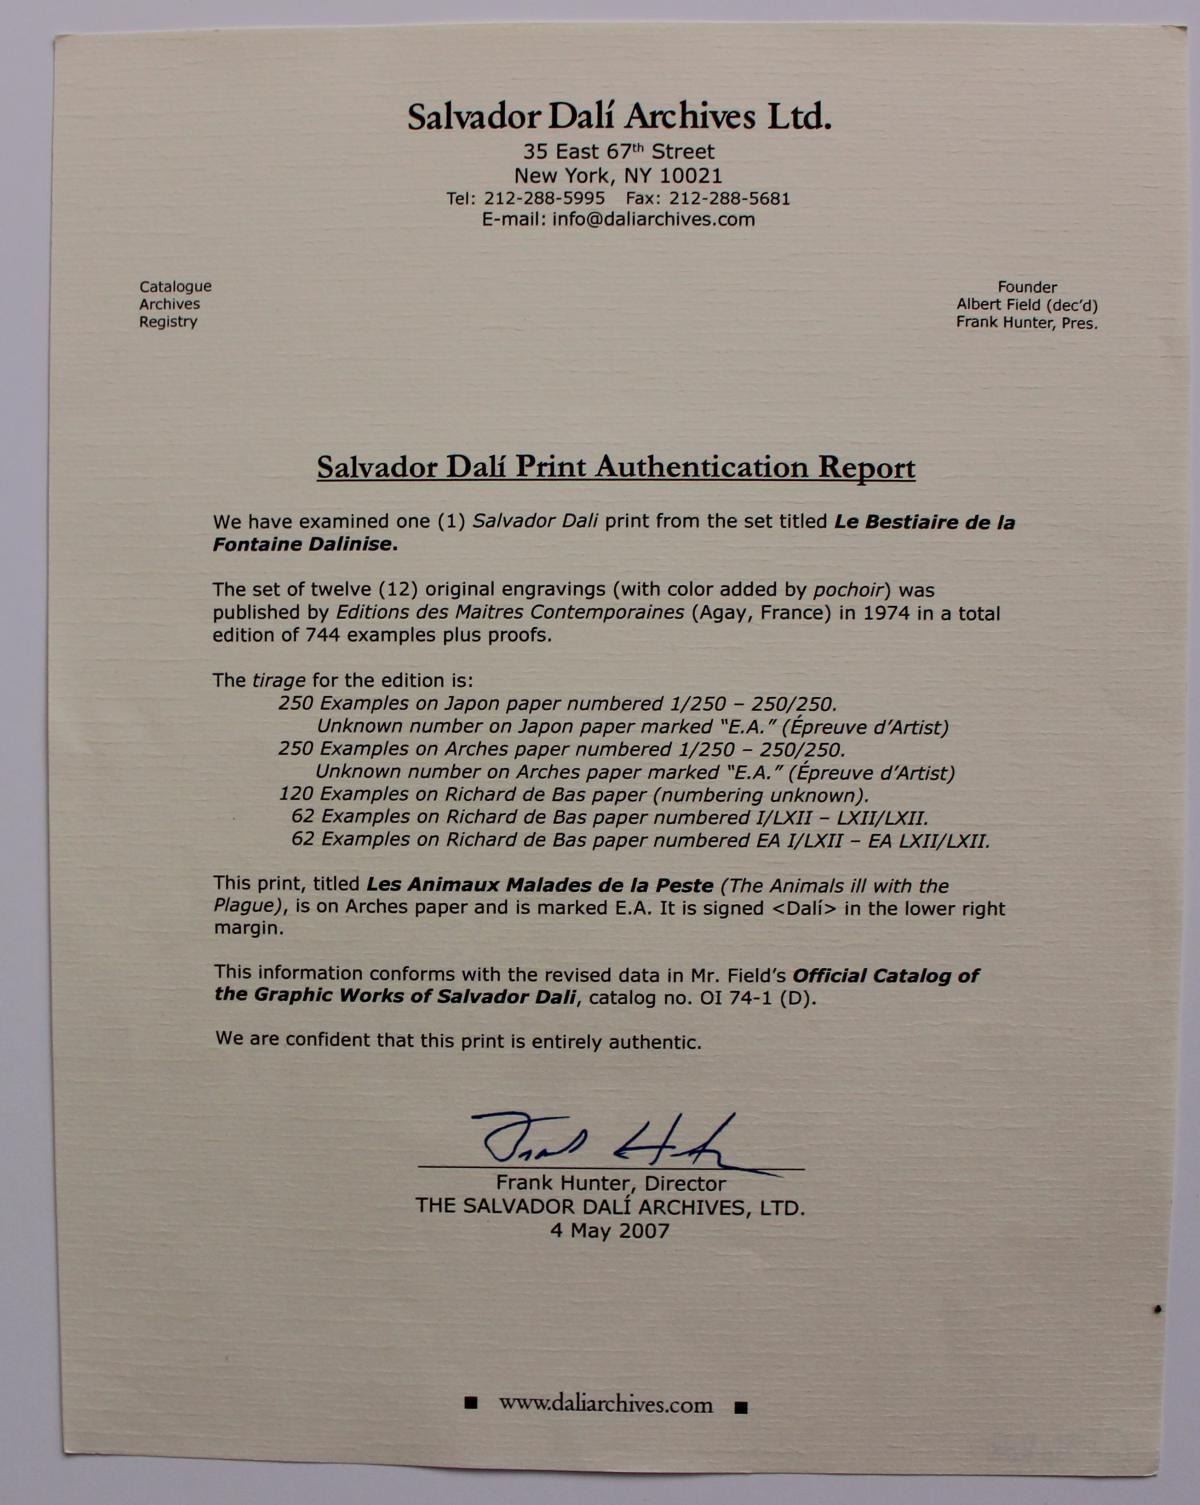 Salvador Dalí Archives Ltd.
35 East 67th Street
New York, NY 10021
Tel: 212-288-5995 Fax: 212-288-5681
E-mail: info@daliarchives.com
Catalogue
Archives
Registry
Founder
Albert Field (dec'd)
Frank Hunter, Pres.
Salvador Dalí Print Authentication Report
We have examined one (1) Salvador Dali print from the set titled Le Bestiaire de la
Fontaine Dalinise.
The set of twelve (12) original engravings (with color added by pochoir) was
published by Editions des Maitres Contemporaines (Agay, France) in 1974 in a total
edition of 744 examples plus proofs.
The tirage for the edition is:
250 Examples on Japon paper numbered 1/250 – 250/250.
Unknown number on Japon paper marked "E.A." (Épreuve d'Artist)
250 Examples on Arches paper numbered 1/250 – 250/250.
Unknown number on Arches paper marked "E.A." (Épreuve d'Artist)
120 Examples on Richard de Bas paper (numbering unknown).
62 Examples on Richard de Bas paper numbered I/LXII – LXII/LXII.
62 Examples on Richard de Bas paper numbered EA I/LXII – EA LXII/LXII.
This print, titled Les Animaux Malades de la Peste (The Animals ill with the
Plague), is on Arches paper and is marked E.A. It is signed <Dalí> in the lower right
margin.
This information conforms with the revised data in Mr. Field's Official Catalog of
the Graphic Works of Salvador Dali, catalog no. OI 74-1 (D).
We are confident that this print is entirely authentic.
Frank Hunter, Director
THE SALVADOR DALÍ ARCHIVES, LTD.
4 May 2007
www.daliarchives.com